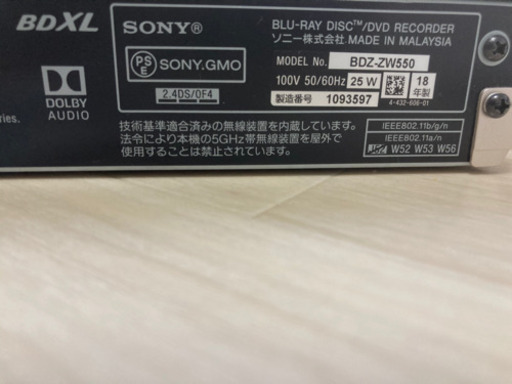 BDXL
SONY®
BLU-RAY DISC™/DVD RECORDER
ソニー株式会社 MADE IN MALAYSIA
PSE
SONY.GMO
MODEL No. BDZ-ZW550
100V 50/60Hz 25 W
18年製
2.4DS/OF4
製造番号 1093597
4-432-606-01
DOLBY
AUDIO
ries.
技術基準適合済みの無線装置を内蔵しています。
法令により本機の5GHz帯無線装置を屋外で
使用することは禁止されています。
IEEE802.11b/g/n
IEEE802.11a/n
W52 W53 W56